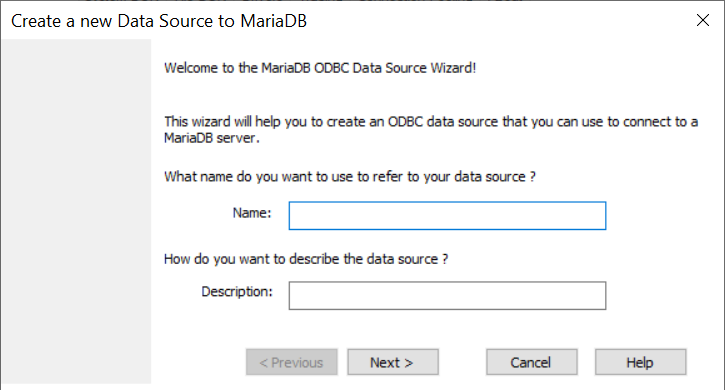 Create a new Data Source to MariaDB
Welcome to the MariaDB ODBC Data Source Wizard!
This wizard will help you to create an ODBC data source that you can use to connect to a
MariaDB server.
What name do you want to use to refer to your data source ?
Name:
How do you want to describe the data source ?
Description:
< Previous
Next >
Cancel
Help